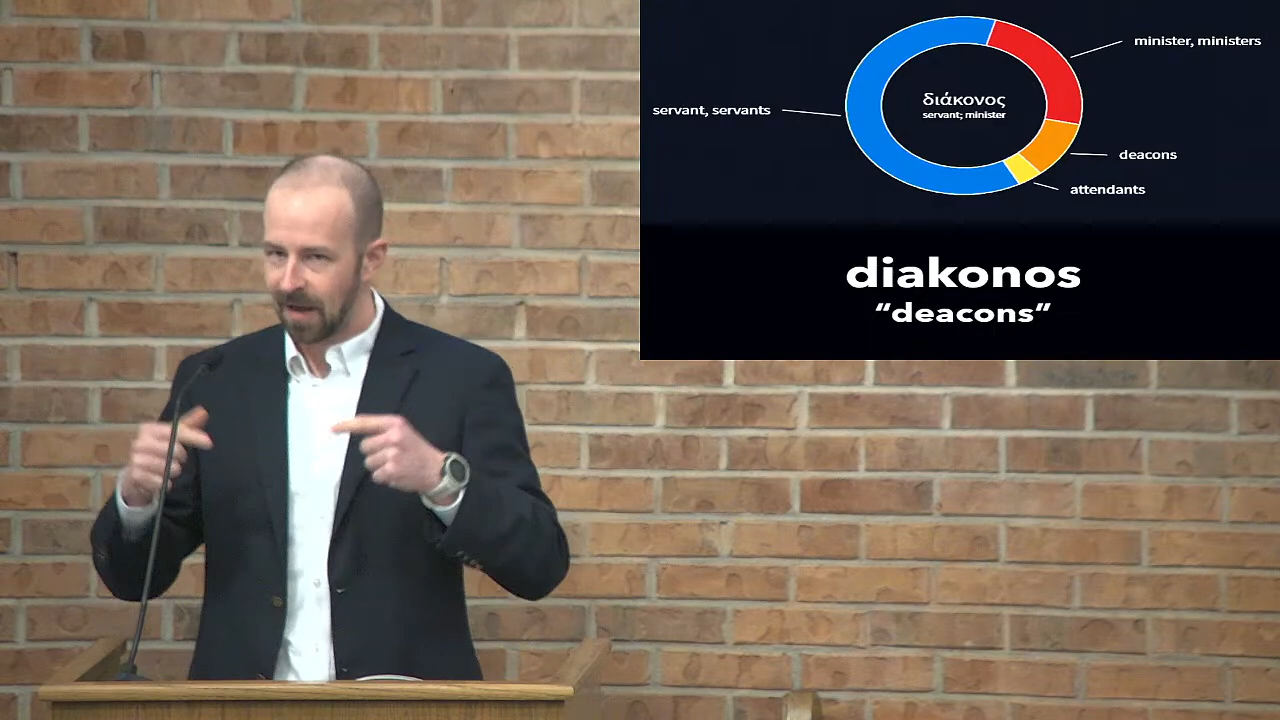 minister, ministers
διάκονος
servant; minister
servant, servants
deacons
attendants
diakonos
“deacons”